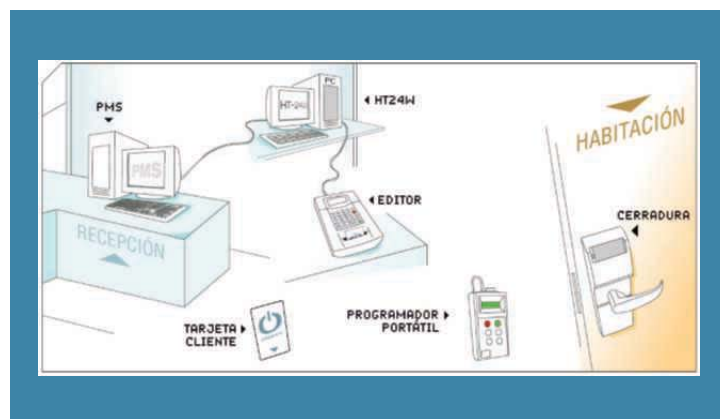 PMS
PMS
RECEPCIÓN
HT-24W
PC
HT24W
EDITOR
TARJETA
CLIENTE
PROGRAMADOR
PORTÁTIL
HABITACIÓN
CERRADURA